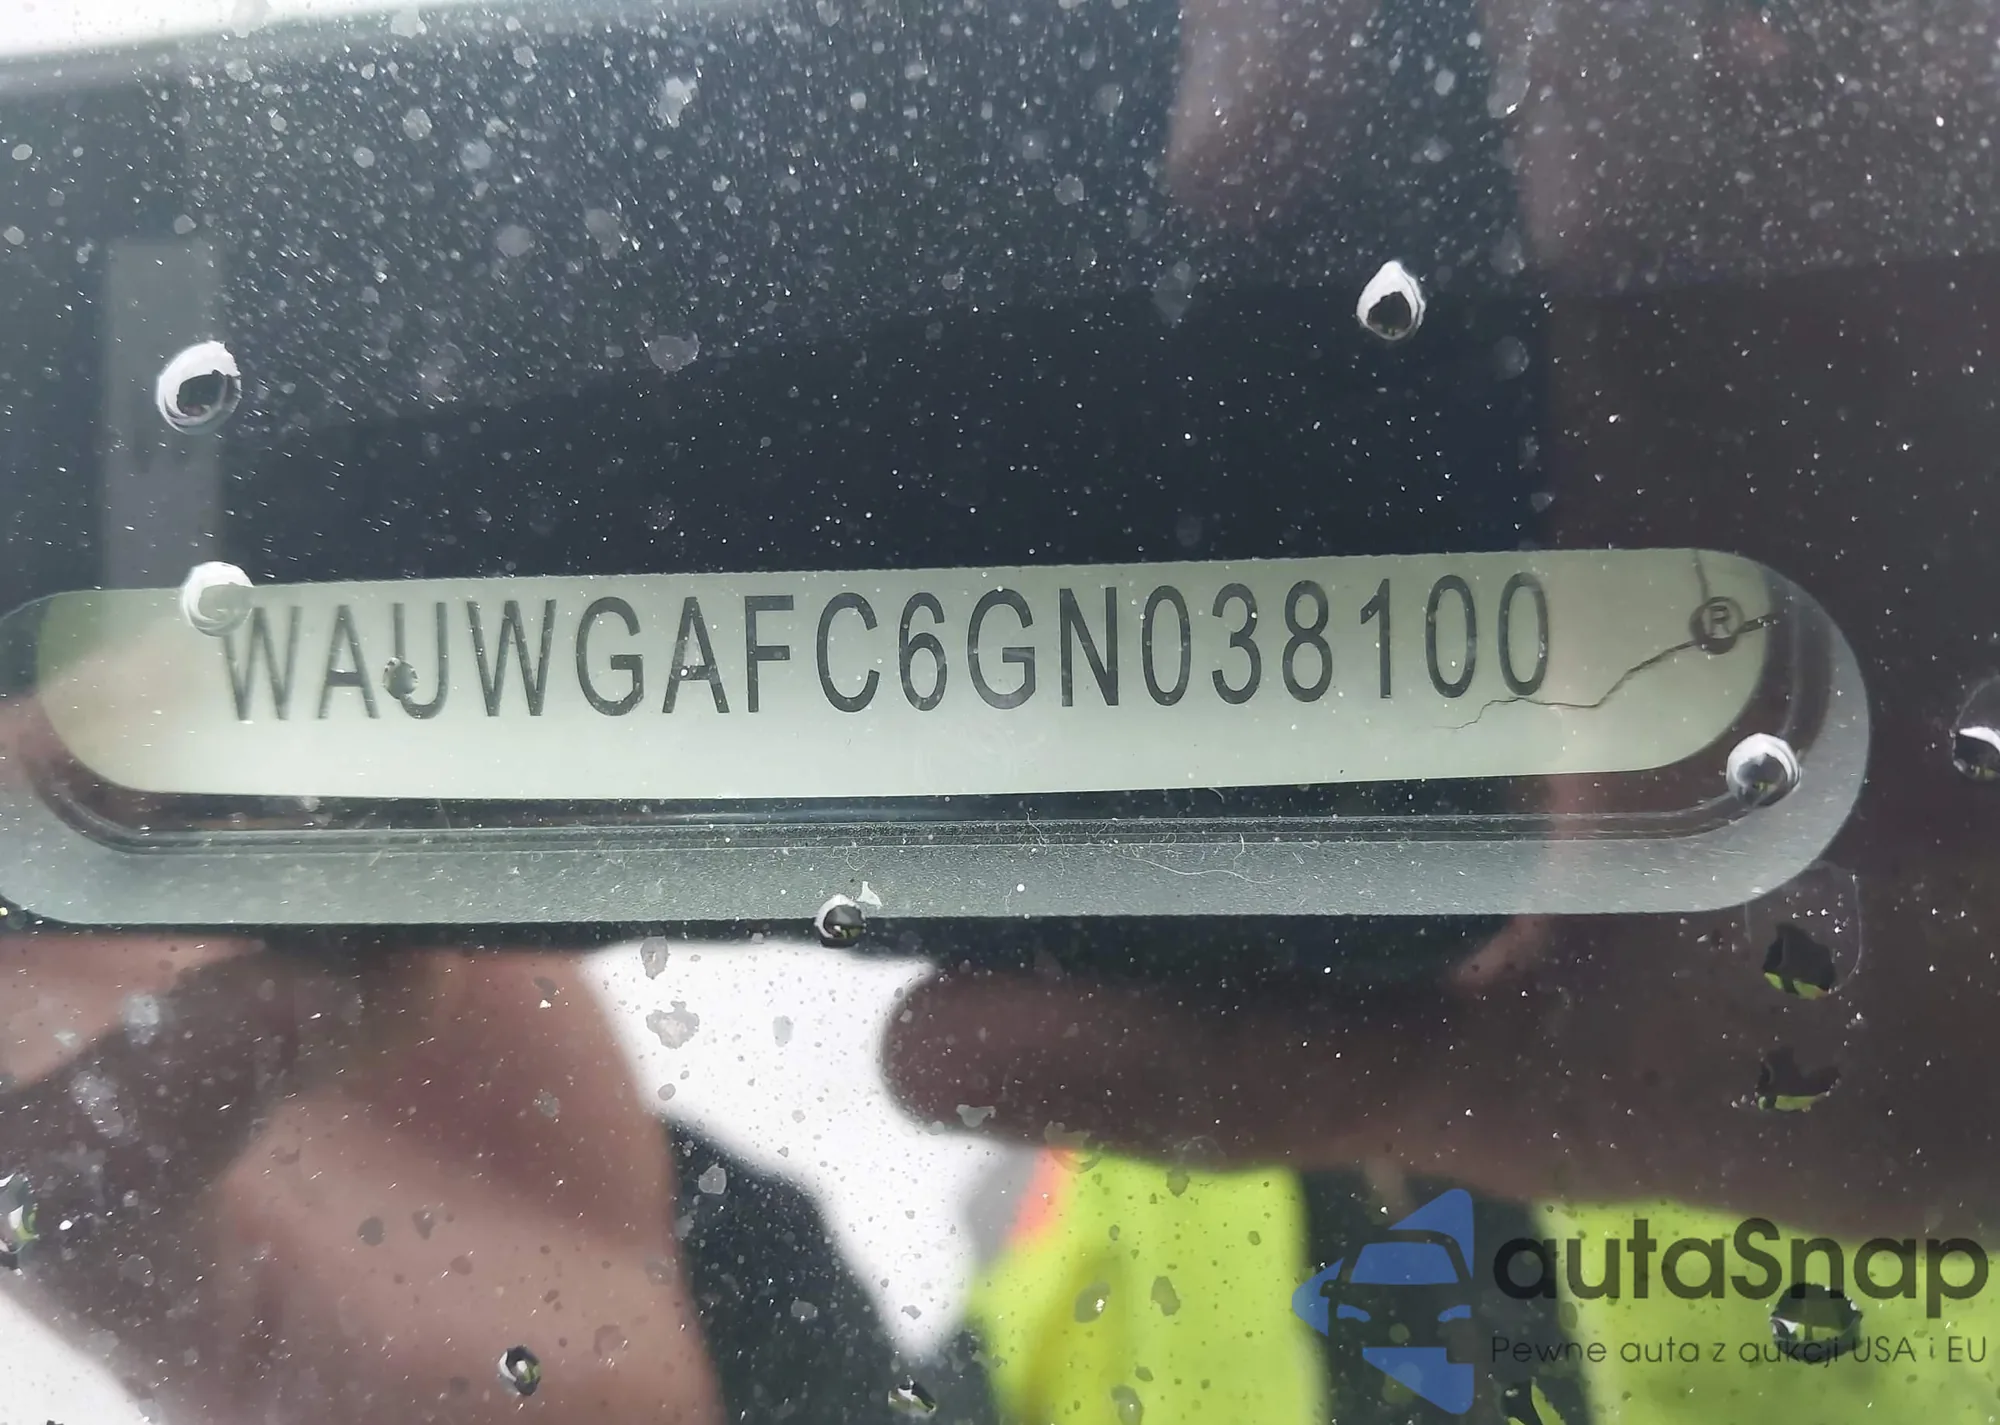 WAUWGAFC6GN038100 ®
autaSnap
Pewne auta z aukcji USA i EU